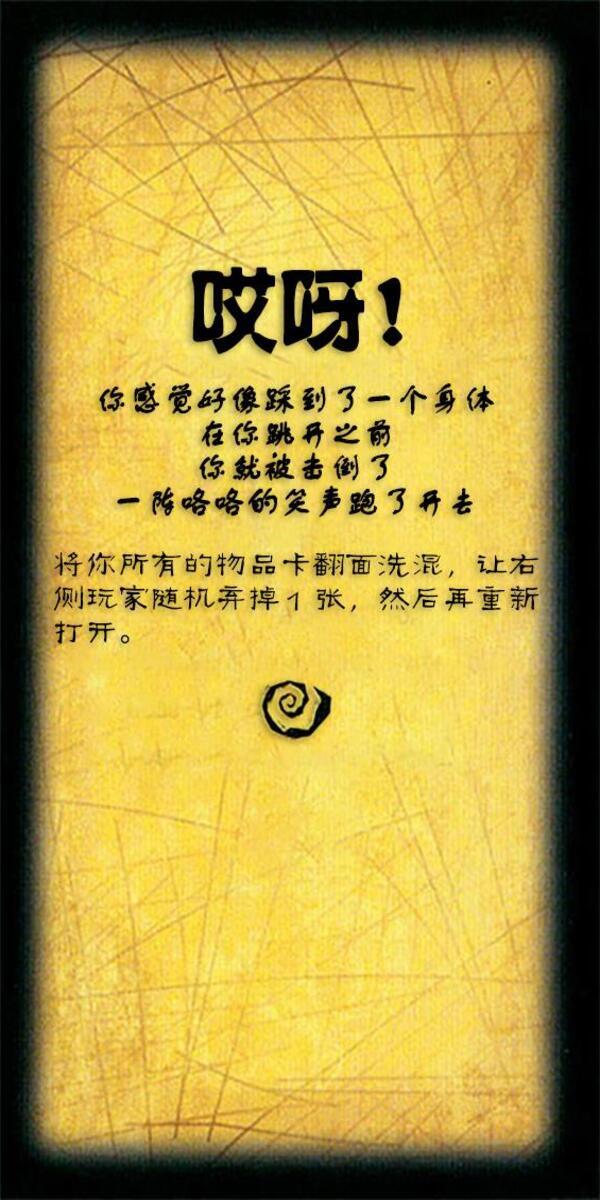 哎呀！
你感觉好像踩到了一个身体
在你跳开之前
你就被击倒了
一阵咯咯的笑声跑了开去
将你所有的物品卡翻面洗混，让右
侧玩家随机弃掉1张，然后再重新
打开。